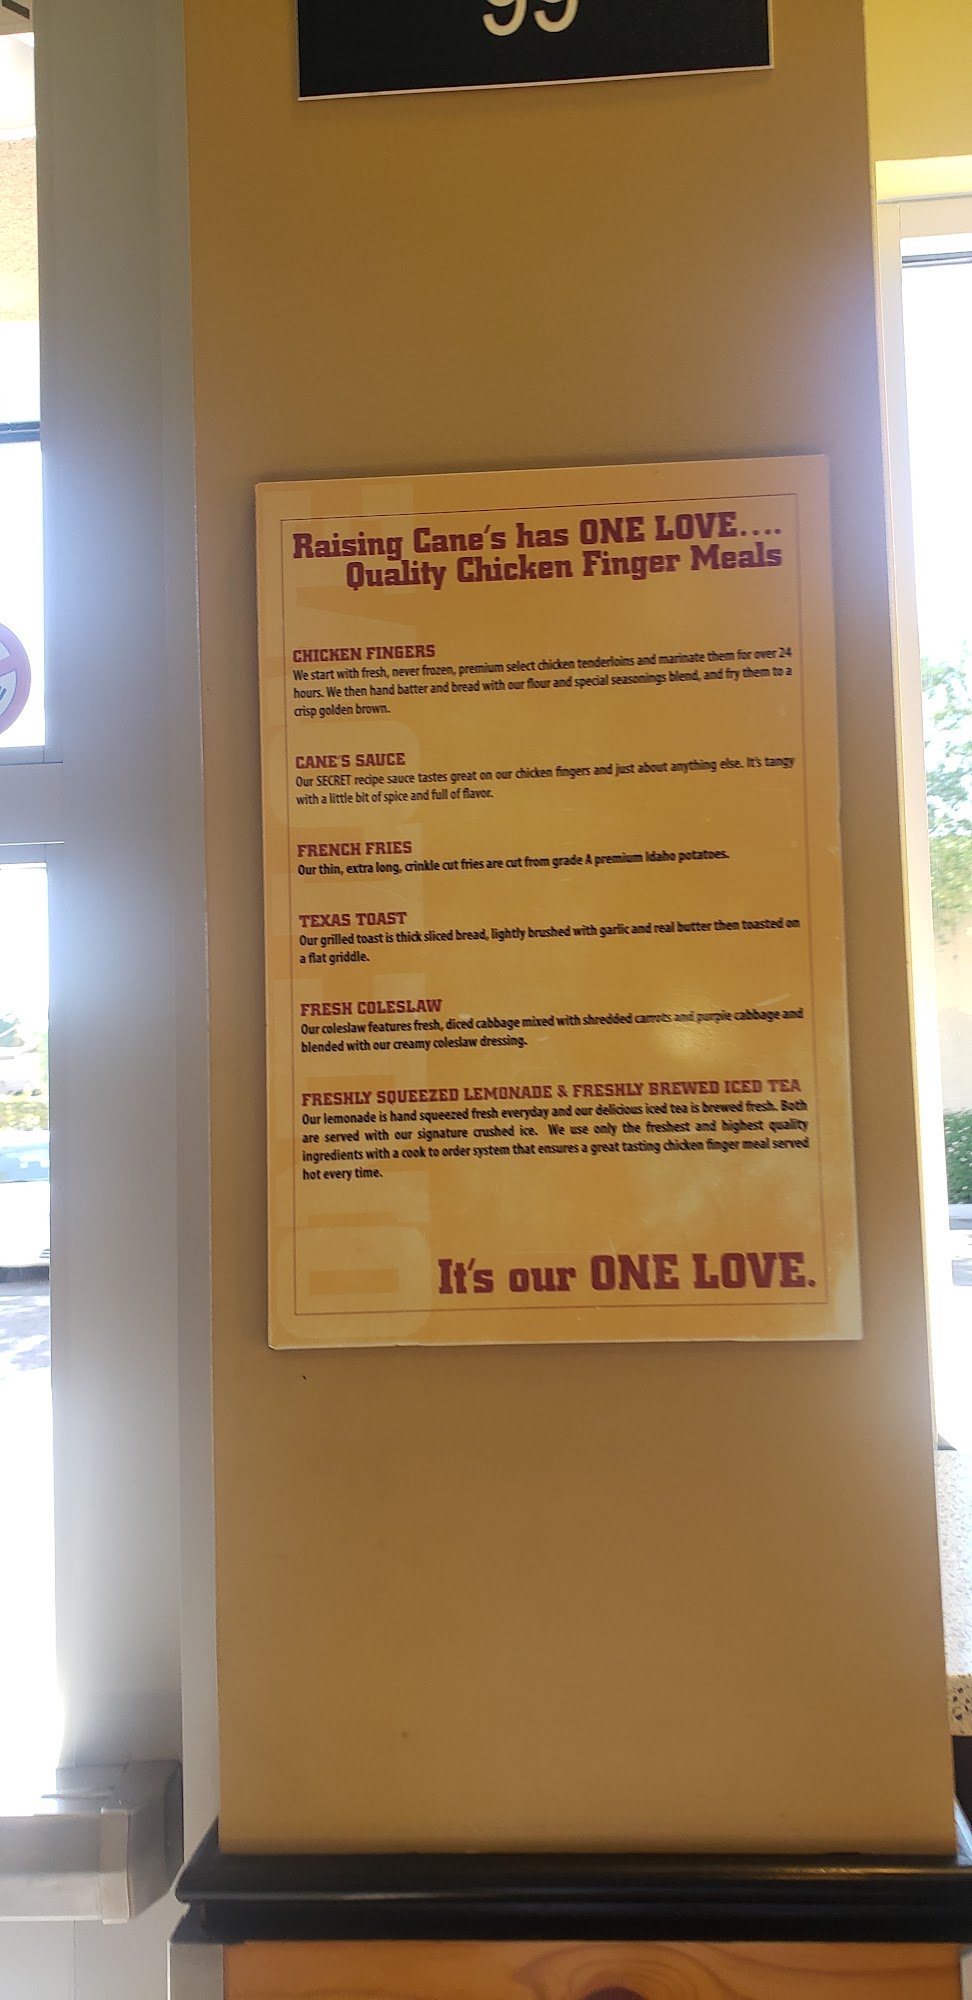 99
Raising Cane's has ONE LOVE....
Quality Chicken Finger Meals
CHICKEN FINGERS
We start with fresh, never frozen, premium select chicken tenderloins and marinate them for over 24
hours. We then hand batter and bread with our flour and special seasonings blend, and fry them to a
crisp golden brown.
CANE'S SAUCE
Our SECRET recipe sauce tastes great on our chicken fingers and just about anything else. It's tangy
with a little bit of spice and full of flavor.
FRENCH FRIES
Our thin, extra long, crinkle cut fries are cut from grade A premium Idaho potatoes.
TEXAS TOAST
Our grilled toast is thick sliced bread, lightly brushed with garlic and real butter then toasted on
a flat griddle.
FRESH COLESLAW
Our coleslaw features fresh, diced cabbage mixed with shredded carrots and purple cabbage and
blended with our creamy coleslaw dressing.
FRESHLY SQUEEZED LEMONADE & FRESHLY BREWED ICED TEA
Our lemonade is hand squeezed fresh everyday and our delicious iced tea is brewed fresh. Both
are served with our signature crushed ice. We use only the freshest and highest quality
ingredients with a cook to order system that ensures a great tasting chicken finger meal served
hot every time.
It's our ONE LOVE.